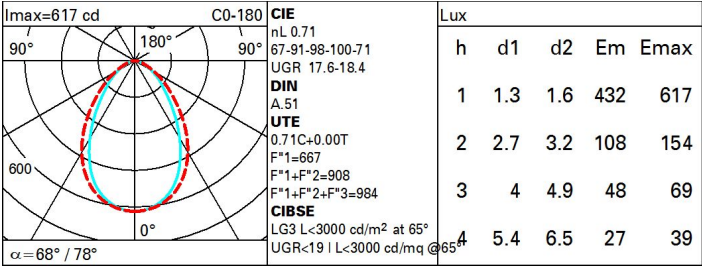 Imax=617 cd C0-180
90° 180° 90°
600
0°
α=68° / 78°
CIE
nL 0.71
67-91-98-100-71
UGR 17.6-18.4
DIN
A.51
UTE
0.71C+0.00T
F"1=667
F"1+F"2=908
F"1+F"2+F"3=984
CIBSE
LG3 L<3000 cd/m² at 65°
UGR<19 | L<3000 cd/mq @65°
Lux
h d1 d2 Em Emax
1 1.3 1.6 432 617
2 2.7 3.2 108 154
3 4 4.9 48 69
4 5.4 6.5 27 39